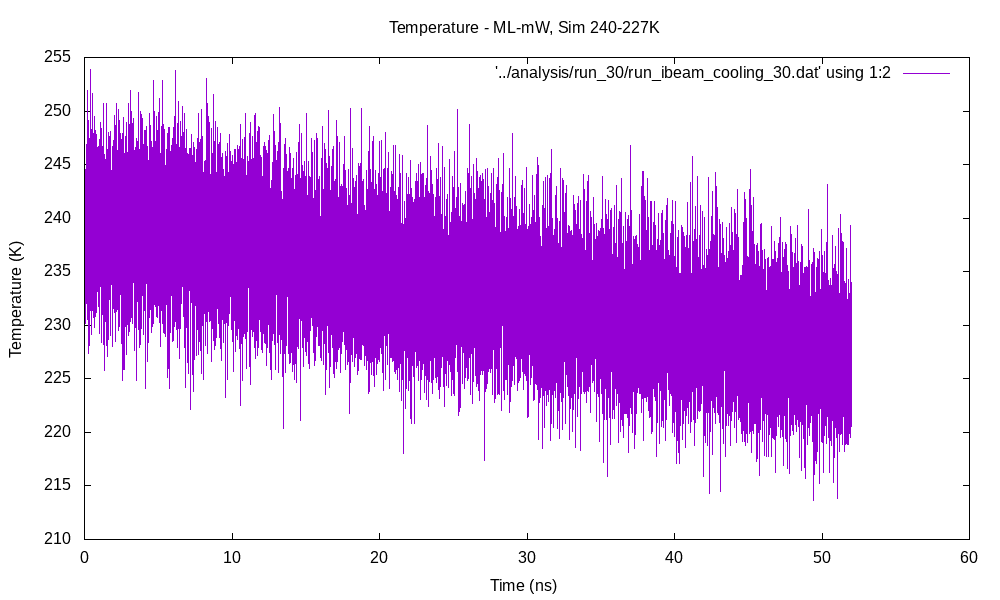 Temperature - ML-mW, Sim 240-227K
'../analysis/run_30/run_ibeam_cooling_30.dat' using 1:2
255
250
245
240
235
230
225
220
215
210
Temperature (K)
0 10 20 30 40 50 60
Time (ns)